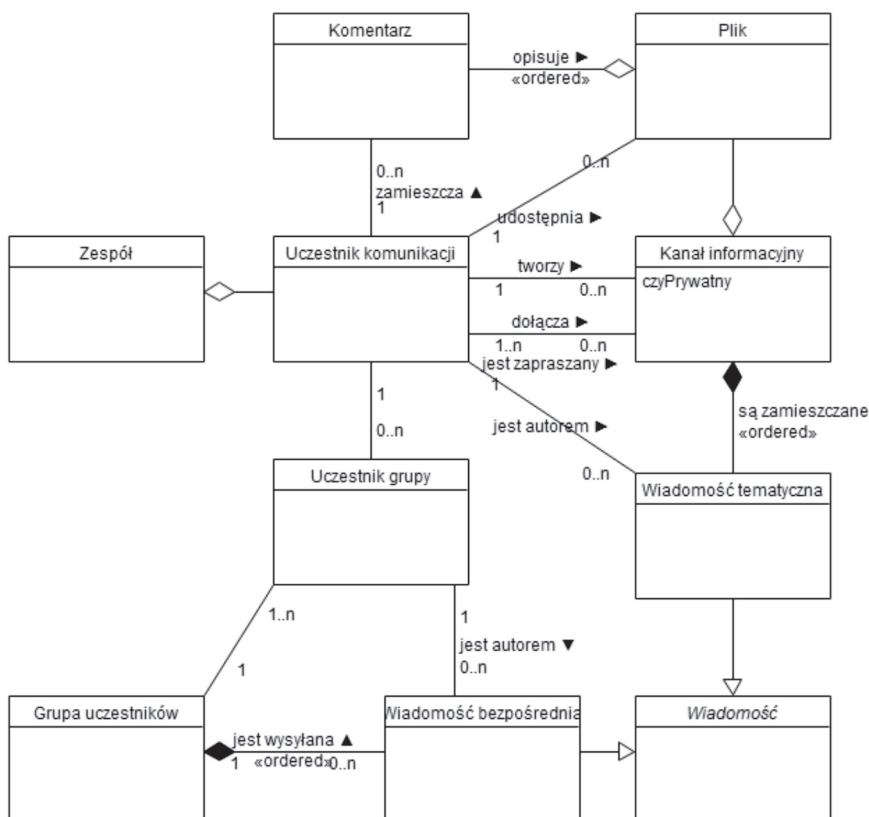 Komentarz
Plik
opisuje ►
«ordered»
0..n
zamieszcza ▲
1
0..n
udostępnia ►
1
Zespół
Uczestnik komunikacji
Kanał informacyjny
czyPrywatny
tworzy ►
1
0..n
dołącza ►
1..n
0..n
jest zapraszany ►
1
są zamieszczane
«ordered»
1
0..n
jest autorem ►
0..n
Uczestnik grupy
Wiadomość tematyczna
1..n
1
1
jest autorem ▼
0..n
Grupa uczestników
Wiadomość bezpośrednia
Wiadomość
jest wysyłana ▲
1
«ordered»
0..n